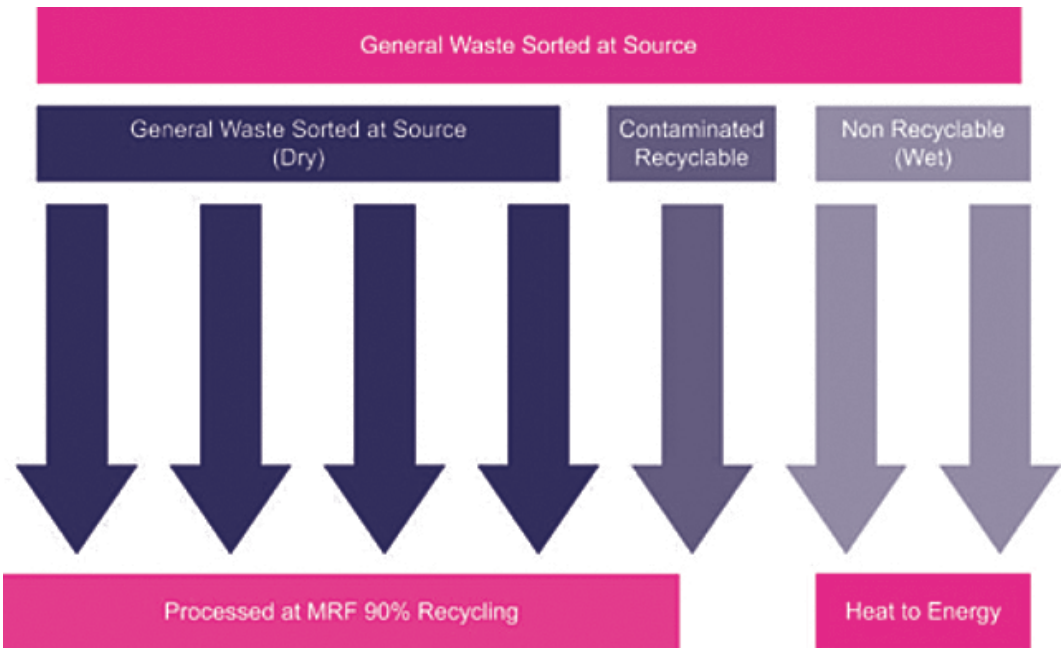 General Waste Sorted at Source
General Waste Sorted at Source
(Dry)
Contaminated
Recyclable
Non Recyclable
(Wet)
Processed at MRF 90% Recycling
Heat to Energy